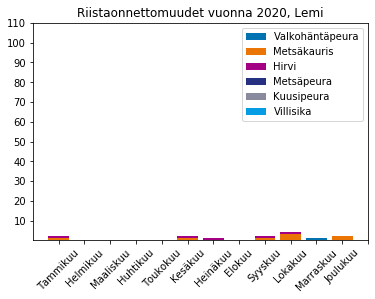 Riistaonnettomuudet vuonna 2020, Lemi
110
100
90
80
70
60
50
40
30
20
10
Valkohäntäpeura
Metsäkauris
Hirvi
Metsäpeura
Kuusipeura
Villisika
Tammikuu
Helmikuu
Maaliskuu
Huhtikuu
Toukokuu
Kesäkuu
Heinäkuu
Elokuu
Syyskuu
Lokakuu
Marraskuu
Joulukuu